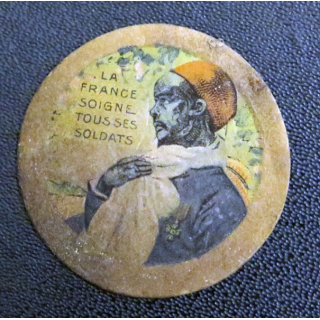 LA
FRANCE
SOIGNE
TOUS SES
SOLDATS